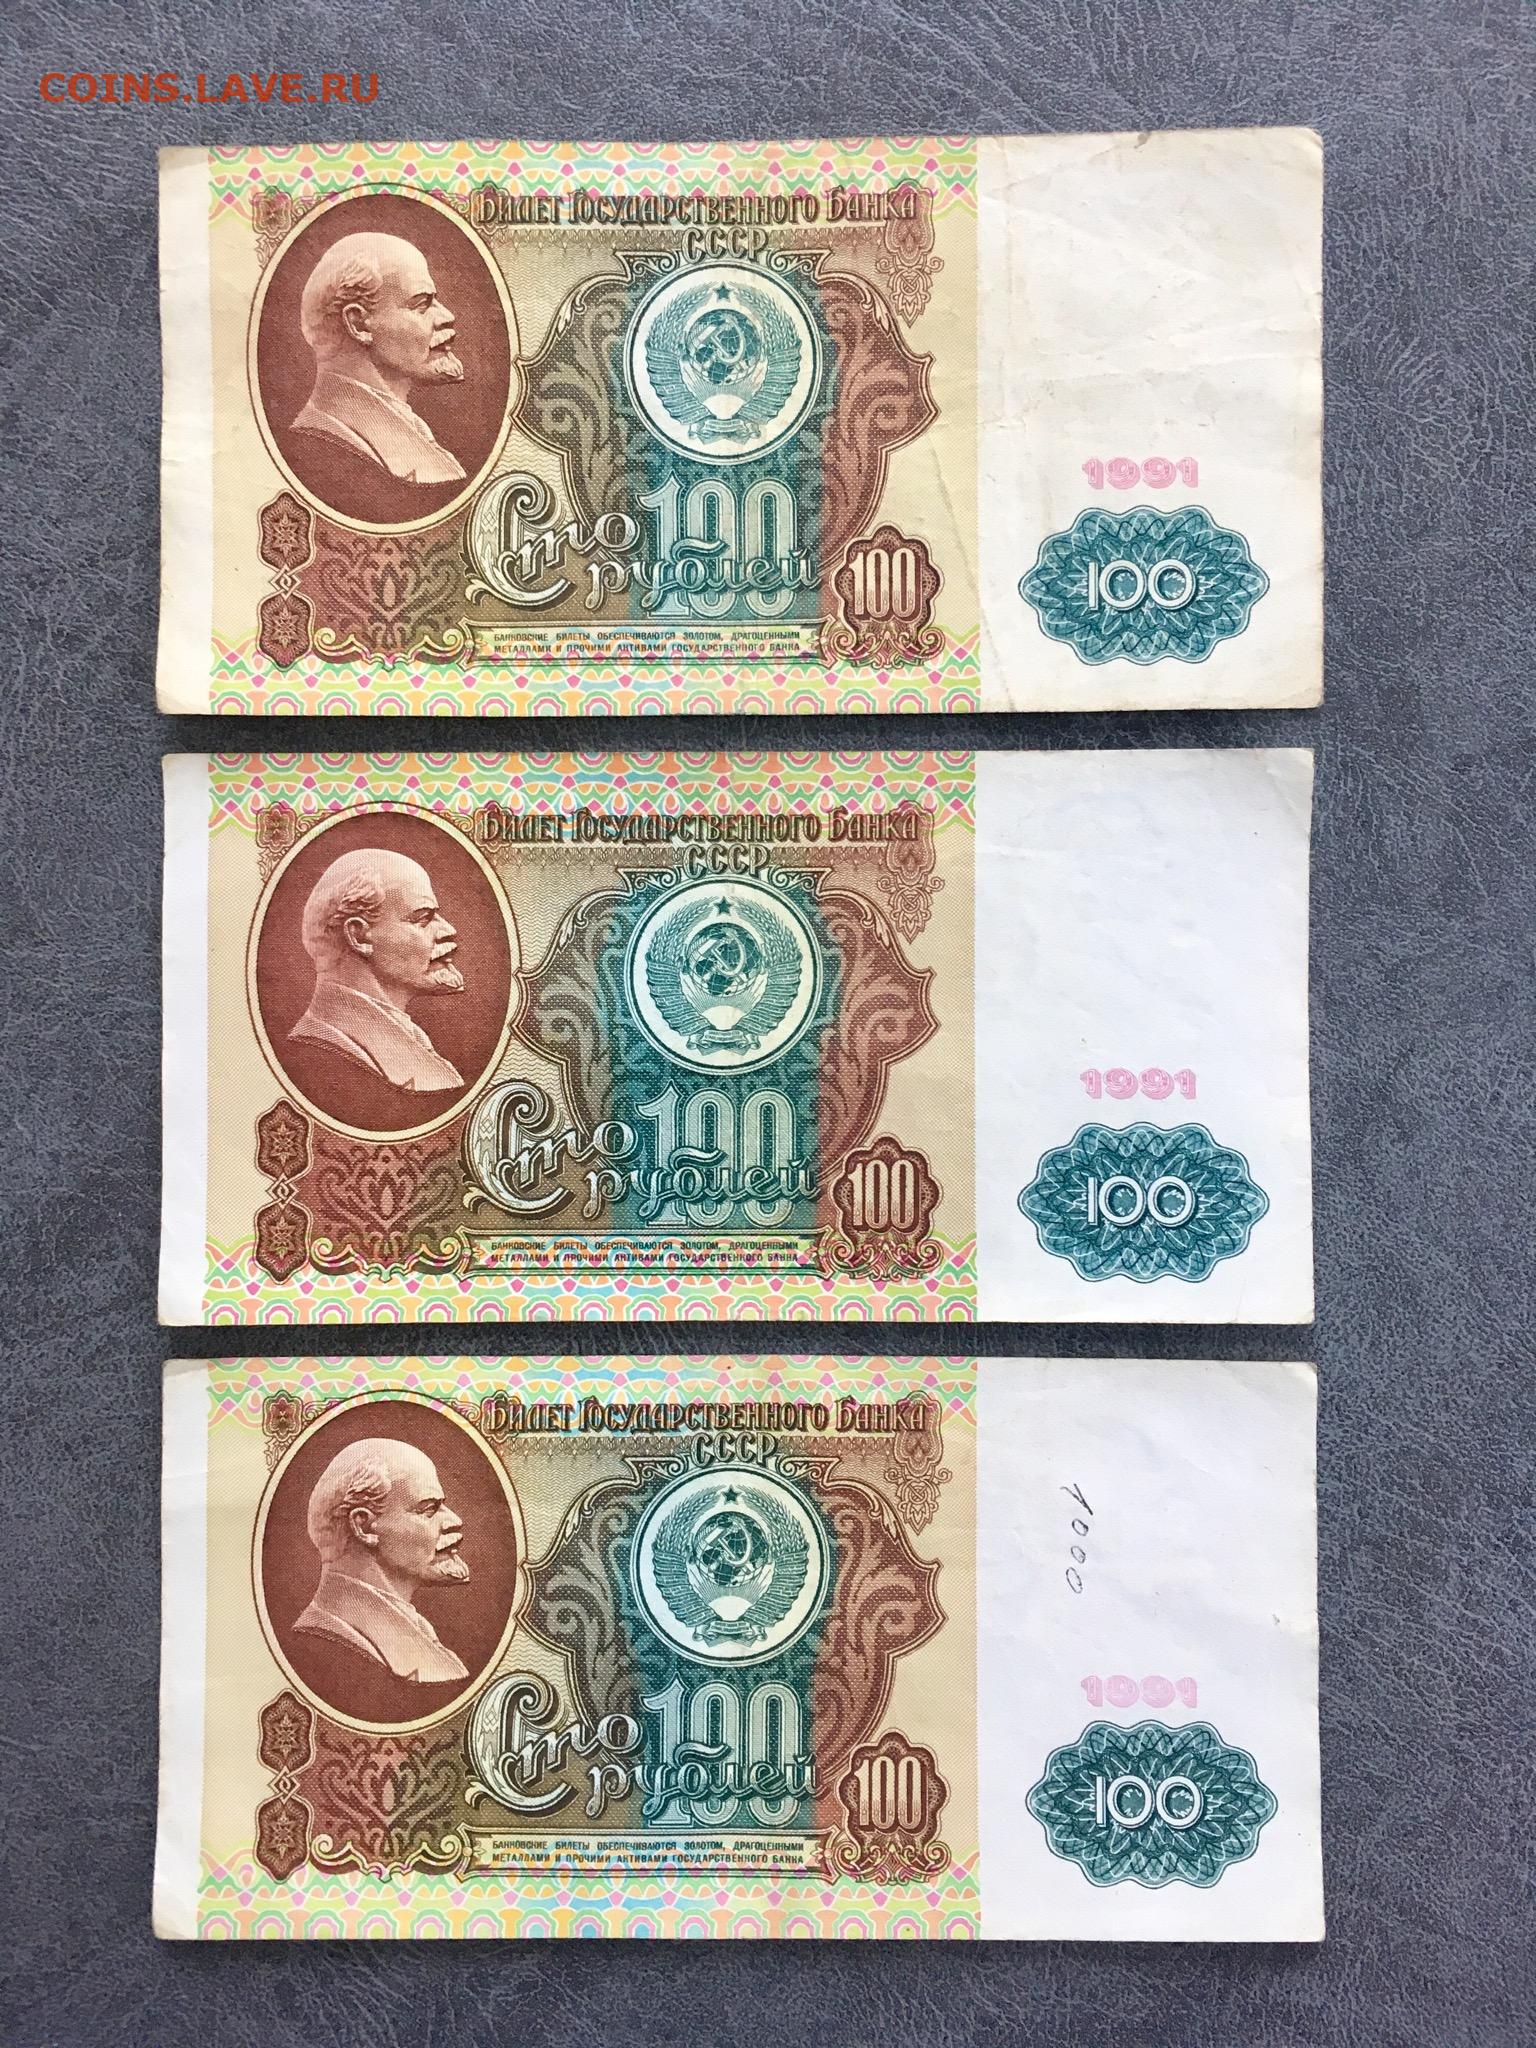 COINS.LAVE.RU
Билет Государственного Банка
СССР
1991
100
Сто рублей
100
100
БАНКОВСКИЕ БИЛЕТЫ ОБЕСПЕЧИВАЮТСЯ ЗОЛОТОМ, ДРАГОЦЕННЫМИ
МЕТАЛЛАМИ И ПРОЧИМИ АКТИВАМИ ГОСУДАРСТВЕННОГО БАНКА
Билет Государственного Банка
СССР
1991
100
Сто рублей
100
100
БАНКОВСКИЕ БИЛЕТЫ ОБЕСПЕЧИВАЮТСЯ ЗОЛОТОМ, ДРАГОЦЕННЫМИ
МЕТАЛЛАМИ И ПРОЧИМИ АКТИВАМИ ГОСУДАРСТВЕННОГО БАНКА
Билет Государственного Банка
СССР
1000
1991
100
Сто рублей
100
100
БАНКОВСКИЕ БИЛЕТЫ ОБЕСПЕЧИВАЮТСЯ ЗОЛОТОМ, ДРАГОЦЕННЫМИ
МЕТАЛЛАМИ И ПРОЧИМИ АКТИВАМИ ГОСУДАРСТВЕННОГО БАНКА